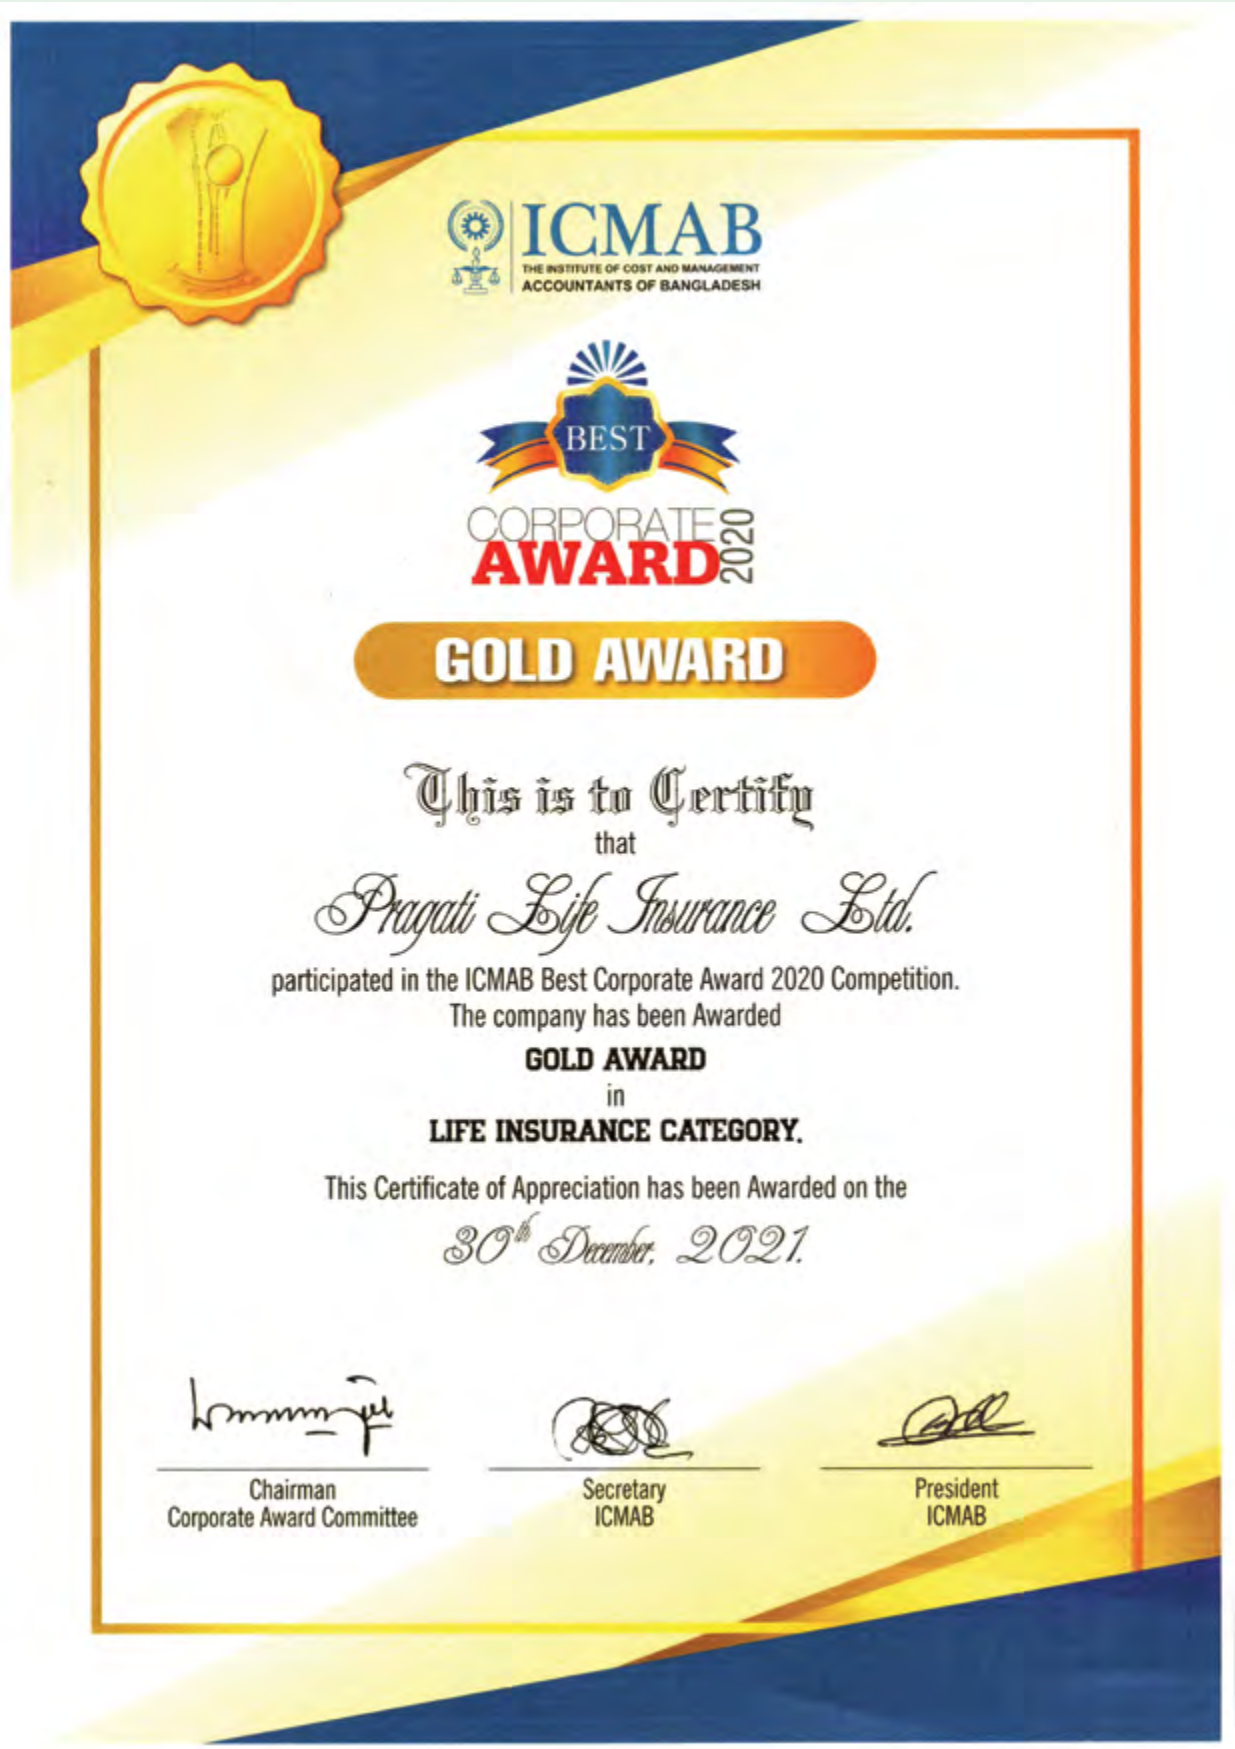 ICMAB
THE INSTITUTE OF COST AND MANAGEMENT
ACCOUNTANTS OF BANGLADESH
BEST
CORPORATE
AWARD
2020
GOLD AWARD
This is to Certify
that
Pragati Life Insurance Ltd.
participated in the ICMAB Best Corporate Award 2020 Competition.
The company has been Awarded
GOLD AWARD
in
LIFE INSURANCE CATEGORY.
This Certificate of Appreciation has been Awarded on the
30th December, 2021.
Chairman
Corporate Award Committee
Secretary
ICMAB
President
ICMAB